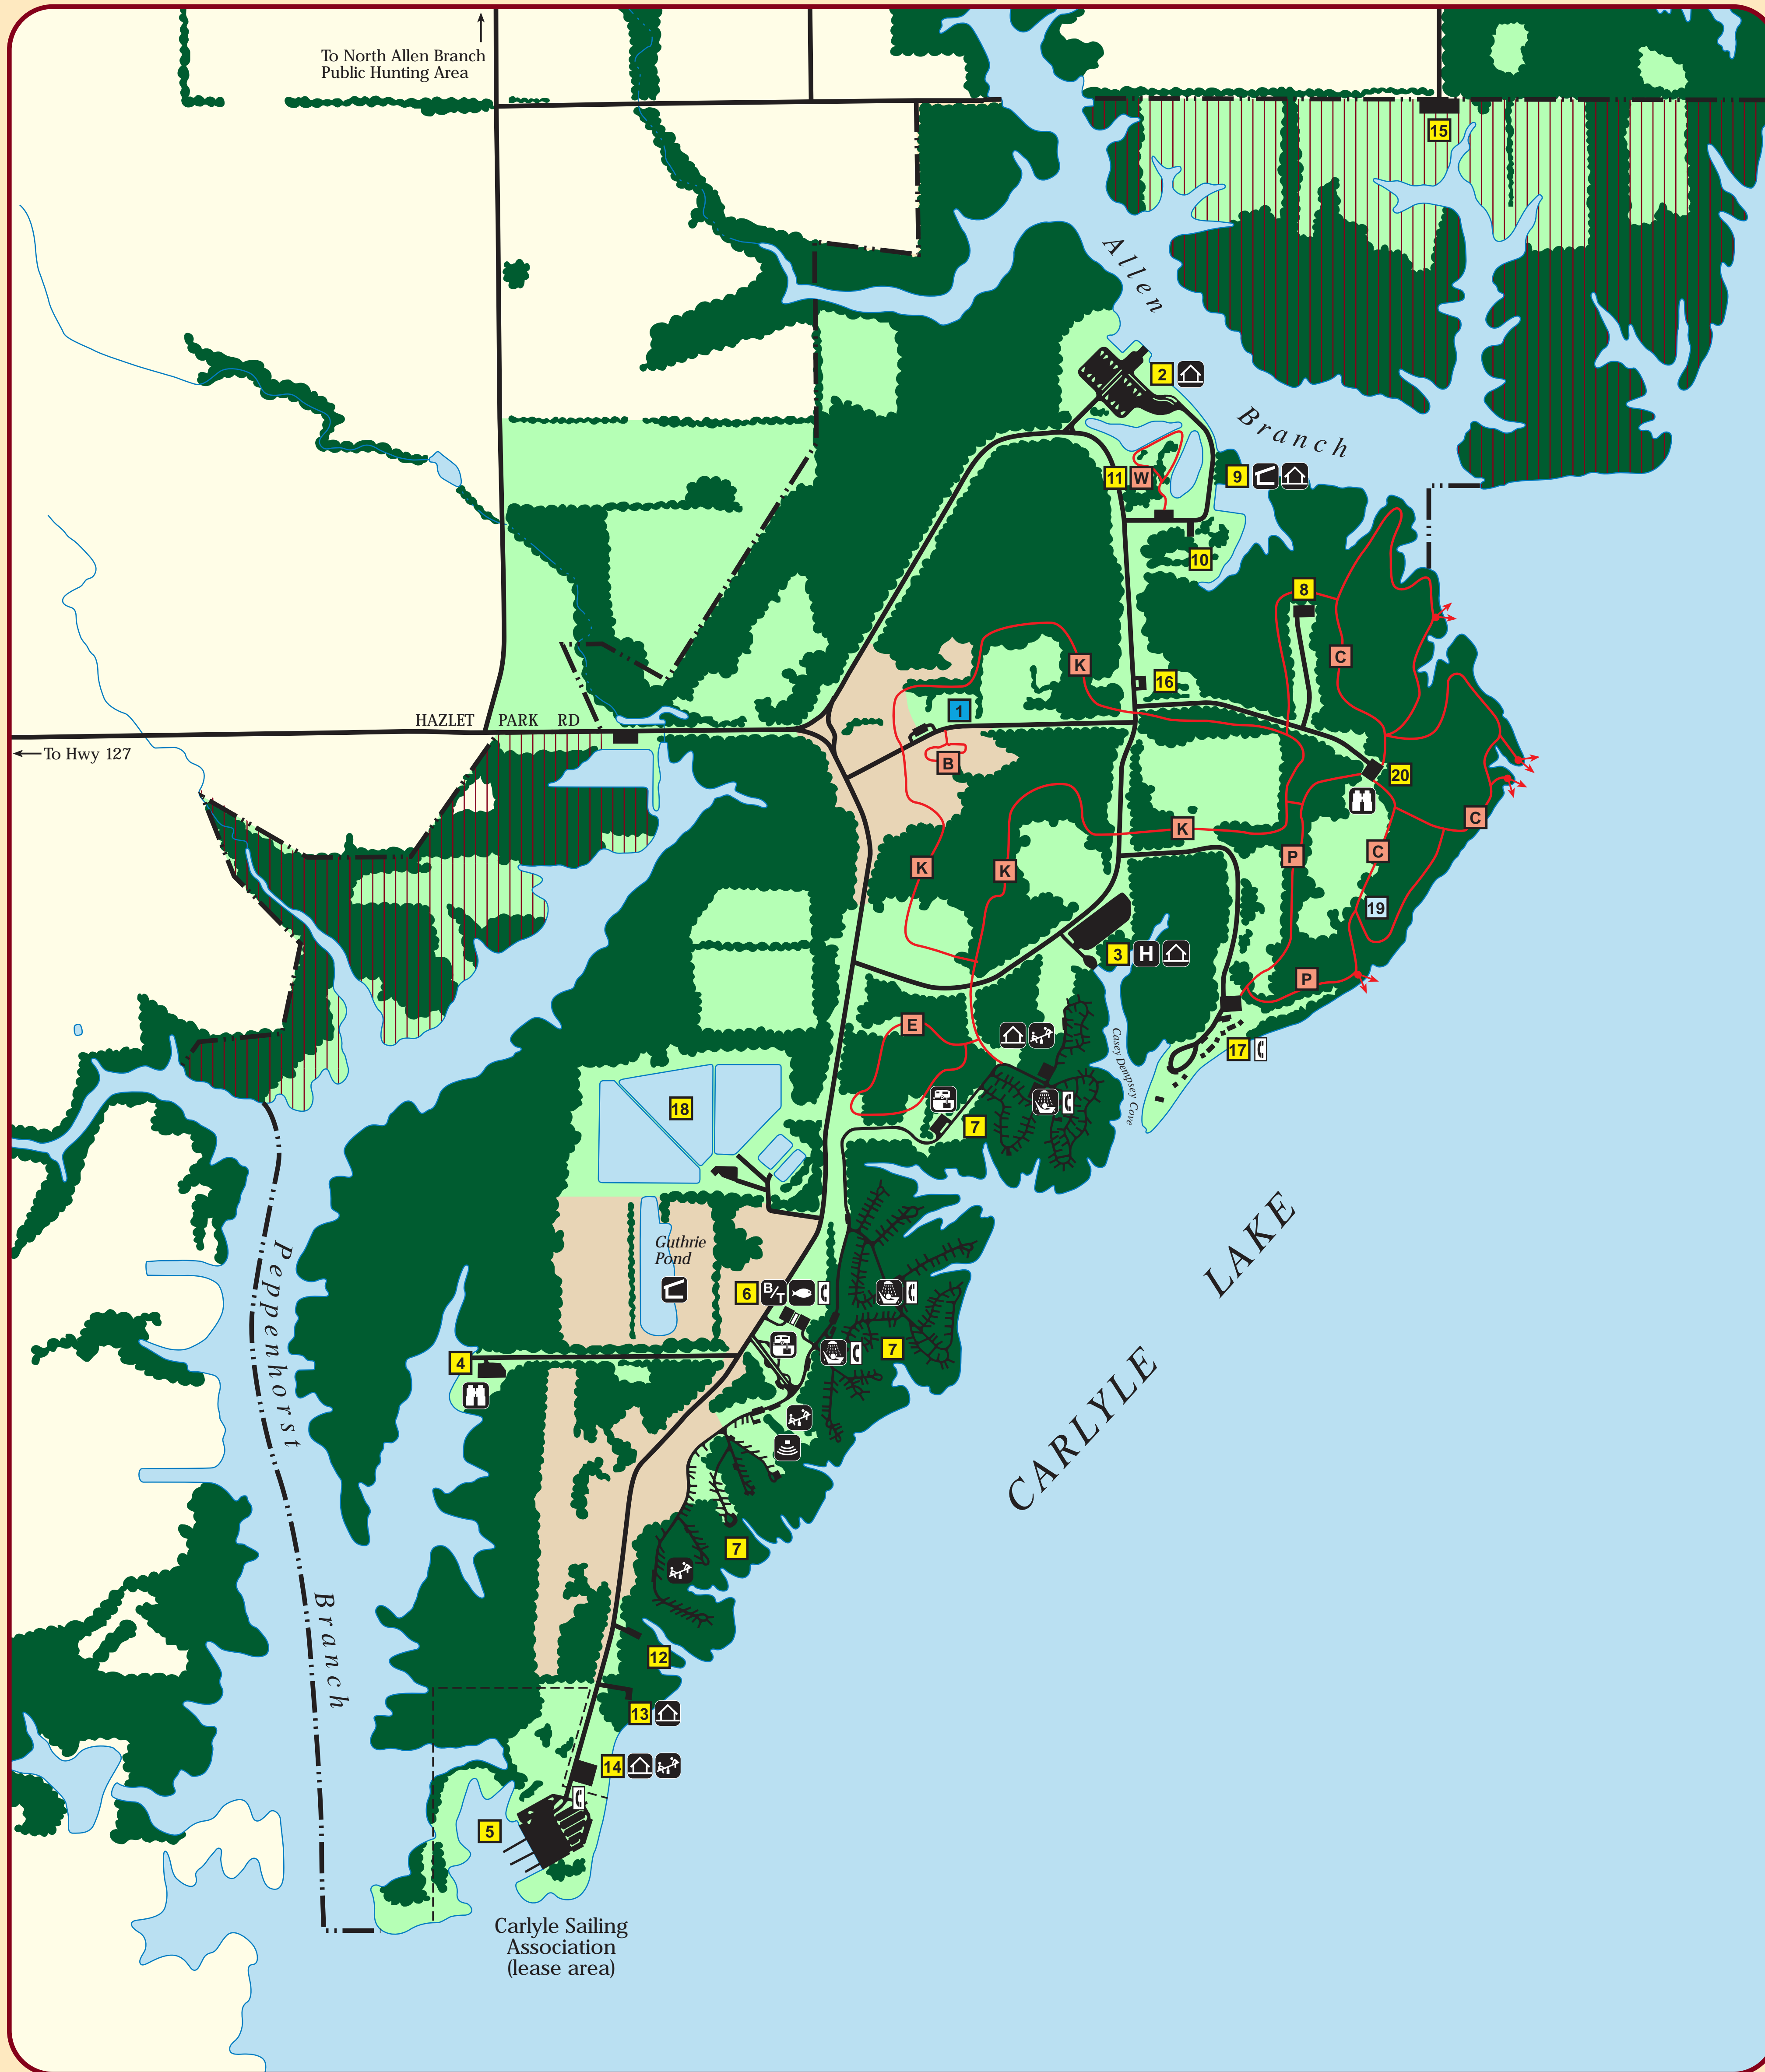 To North Allen Branch
Public Hunting Area
15
Allen
Branch
2
11 W
9
10
8
C
K
16
HAZLET PARK RD
1
To Hwy 127
B
20
K
C
P
C
K
K
19
3 H
P
E
Casey Dempsey Cove
17
18
7
Peppenhorst
Branch
Guthrie
Pond
6 B/T
7
4
LAKE
CARLYLE
7
12
13
14
5
Carlyle Sailing
Association
(lease area)